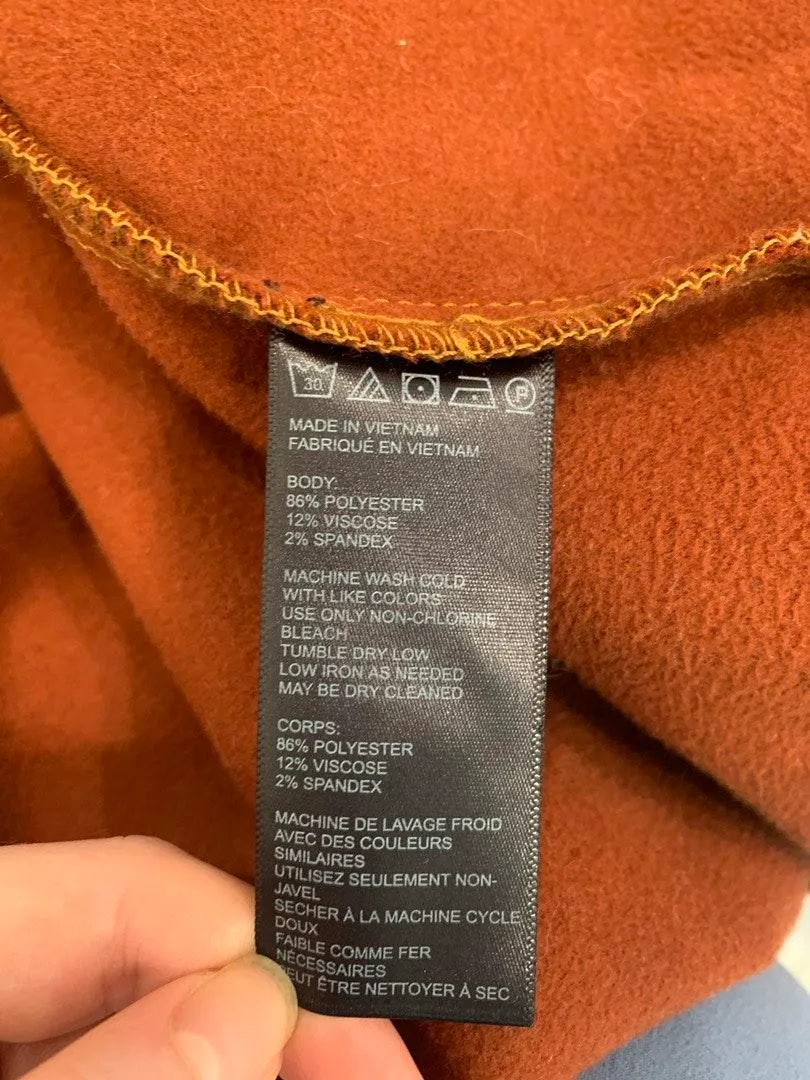 30
P
MADE IN VIETNAM
FABRIQUÉ EN VIETNAM
BODY:
86% POLYESTER
12% VISCOSE
2% SPANDEX
MACHINE WASH COLD
WITH LIKE COLORS
USE ONLY NON-CHLORINE
BLEACH
TUMBLE DRY LOW
LOW IRON AS NEEDED
MAY BE DRY CLEANED
CORPS:
86% POLYESTER
12% VISCOSE
2% SPANDEX
MACHINE DE LAVAGE FROID
AVEC DES COULEURS
SIMILAIRES
UTILISEZ SEULEMENT NON-
JAVEL
SECHER À LA MACHINE CYCLE
DOUX
FAIBLE COMME FER
NÉCESSAIRES
PEUT ÊTRE NETTOYER À SEC